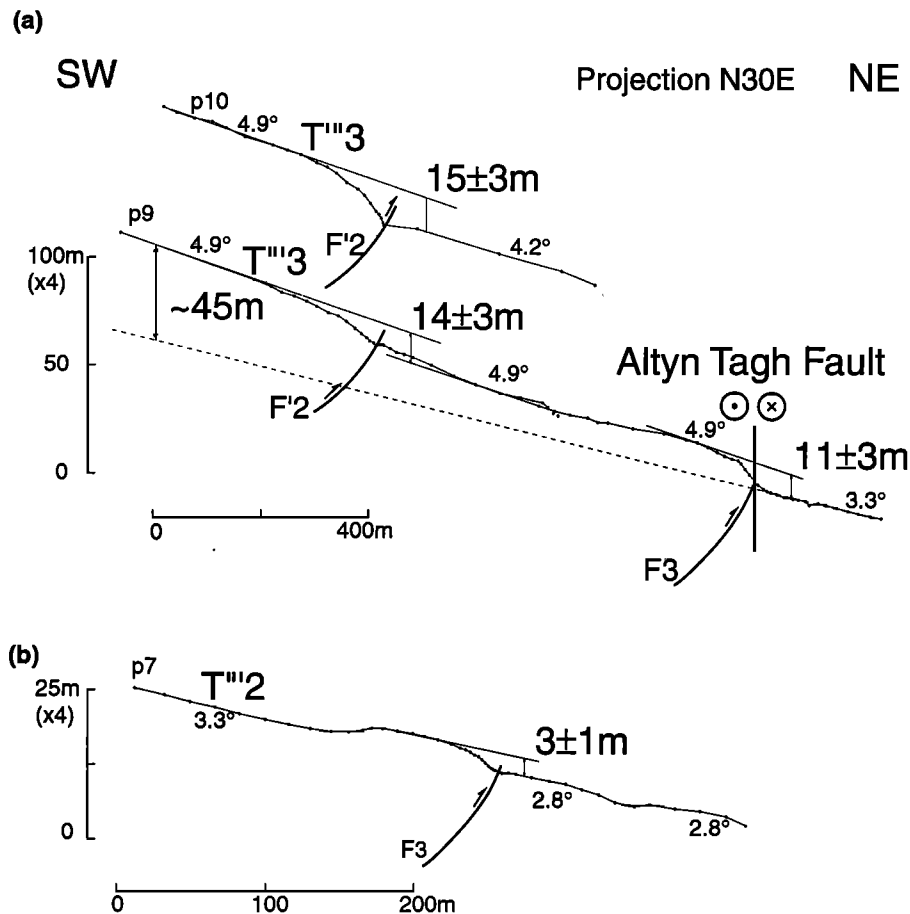 (a)
SW
Projection N30E NE
p10
4.9°
T'''3
15±3m
F'2
4.2°
p9
4.9°
T'''3
100m
(x4)
~45m
14±3m
50
F'2
4.9°
Altyn Tagh Fault
4.9°
11±3m
0
3.3°
0 400m
F3
(b)
p7
25m
(x4)
T'''2
3.3°
3±1m
2.8°
2.8°
0
F3
0 100 200m